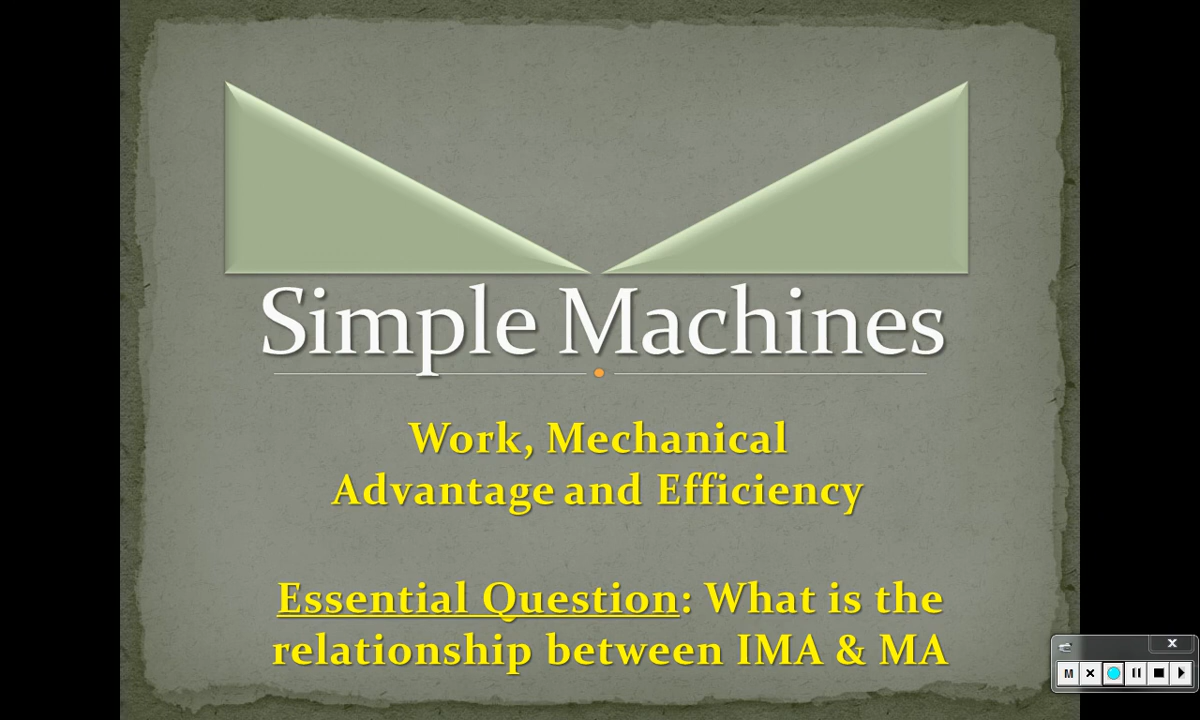 Simple Machines
Work, Mechanical
Advantage and Efficiency
Essential Question: What is the
relationship between IMA & MA
M